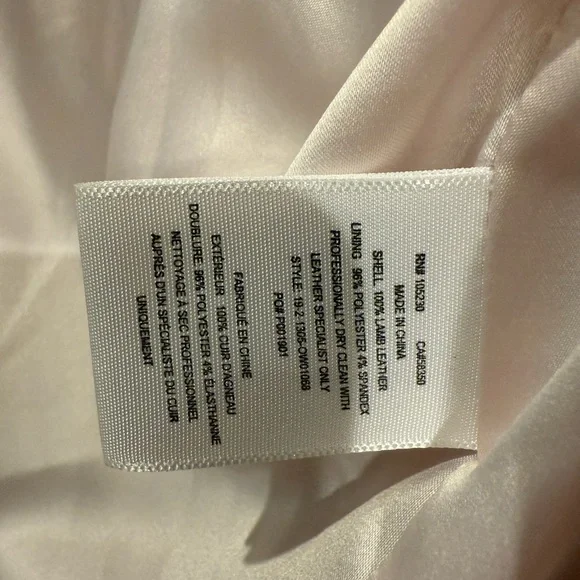 RN# 105230 CA#58350
MADE IN CHINA
SHELL 100% LAMB LEATHER
LINING 96% POLYESTER 4% SPANDEX
PROFESSIONALLY DRY CLEAN WITH
LEATHER SPECIALIST ONLY
STYLE 19-2 1305-OW01068
PO# P001901
FABRIQUÉ EN CHINE
EXTÉRIEUR 100% CUIR D'AGNEAU
DOUBLURE 96% POLYESTER 4% ÉLASTHANNE
NETTOYAGE À SEC PROFESSIONNEL
AUPRÈS D'UN SPÉCIALISTE DU CUIR
UNIQUEMENT